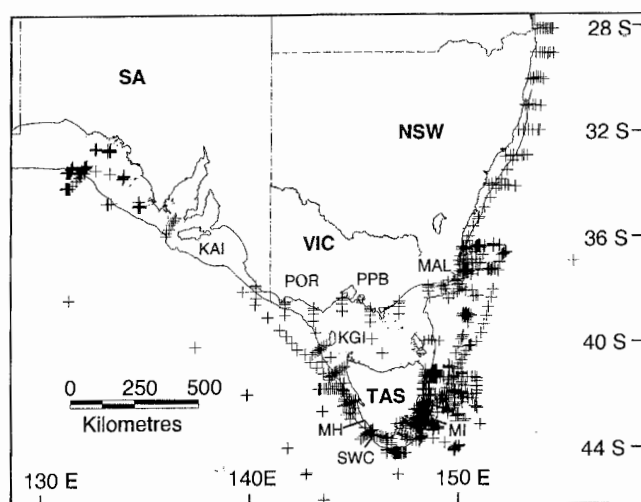 28 S
SA
32 S
NSW
36 S
KAI
VIC
MAL
POR
PPB
40 S
KGI
0 250 500
Kilometres
TAS
MH
MI
SWC
44 S
130 E
140 E
150 E